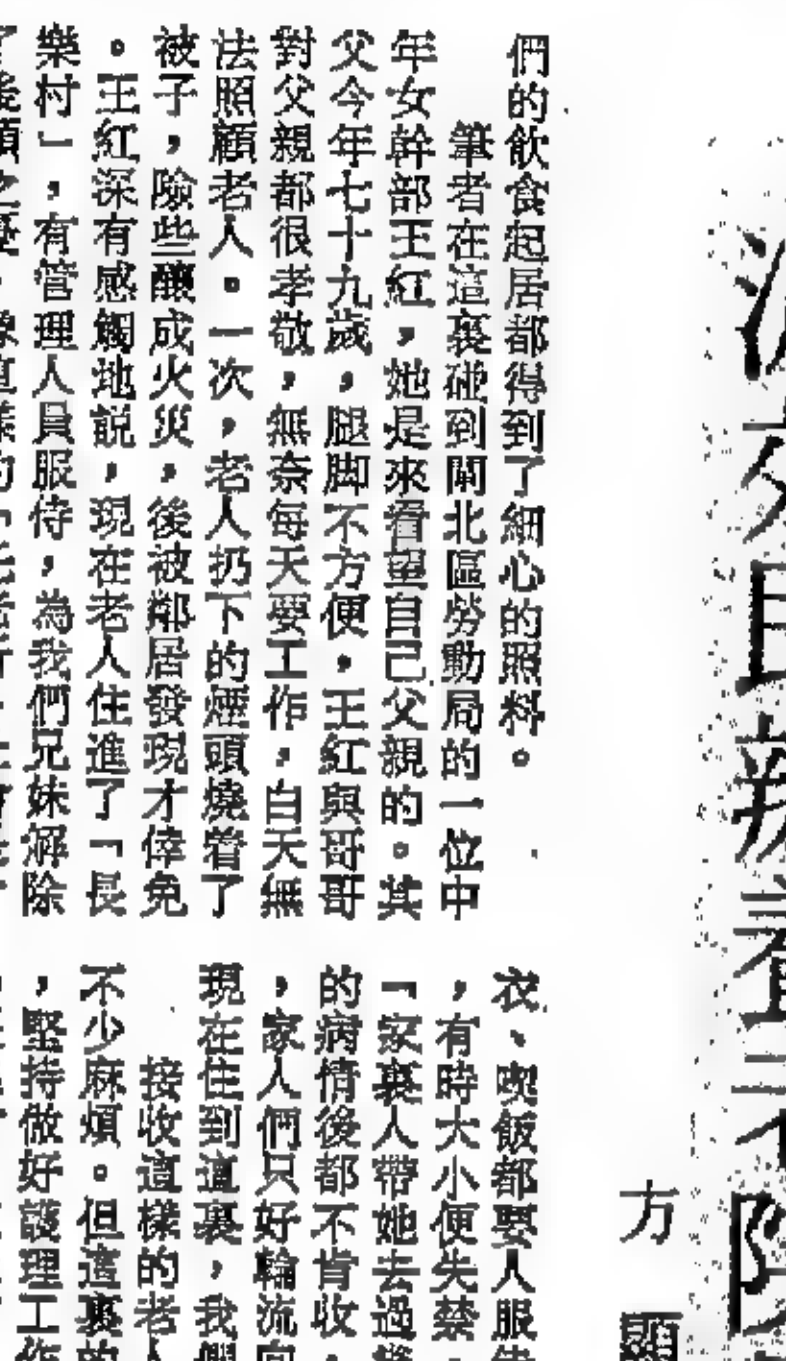 們的飲食起居都得到了細心的照料。
筆者在這裏碰到閘北區勞動局的一位中
年女幹部王紅，她是來看望自己父親的。其
父今年七十九歲，腿脚不方便，王紅與哥哥
對父親都很孝敬，無奈每天要工作，白天無
法照顧老人。一次，老人扔下的煙頭燒着了
被子，險些釀成火災，後被鄰居發現才倖免
。王紅深有感觸地説，現在老人住進了「長
樂村」，有管理人員服侍，為我們兄妹解除
民辦養老院
方顯
衣、喫飯都要人服
，有時大小便失禁
「家裏人帶她去過
的病情後都不肯收
，家人們只好輪流
現在住到這裏，我們
接收這樣的老人
不少麻煩。但這裏的
，堅持做好護理工作